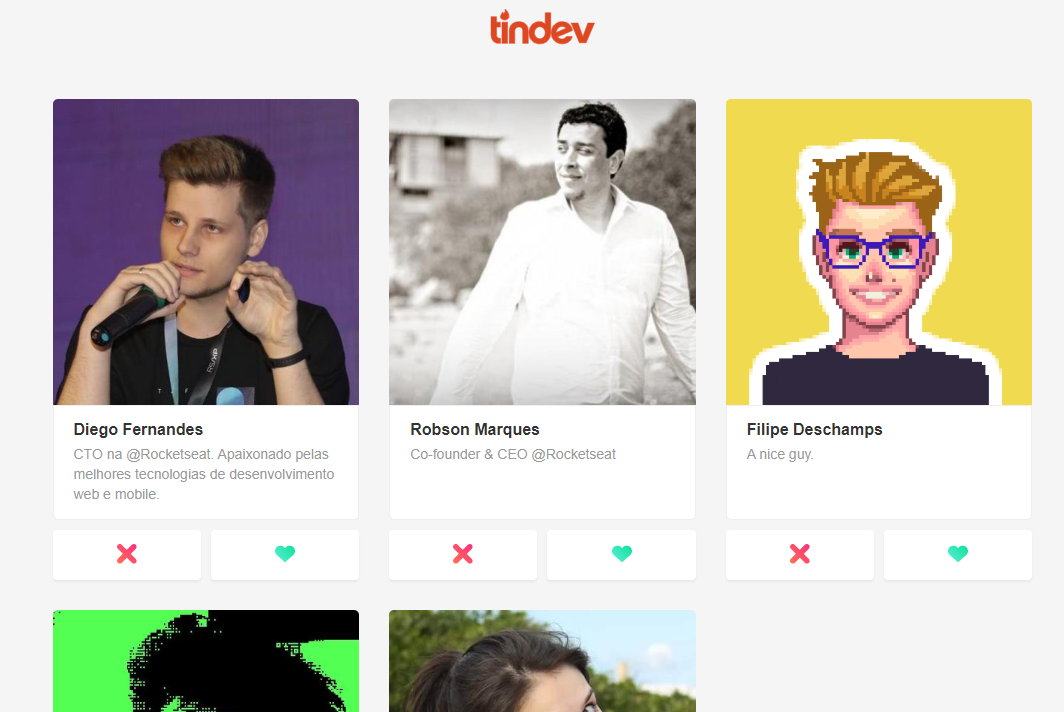 tindev
Diego Fernandes
CTO na @Rocketseat. Apaixonado pelas
melhores tecnologias de desenvolvimento
web e mobile.
Robson Marques
Co-founder & CEO @Rocketseat
Filipe Deschamps
A nice guy.